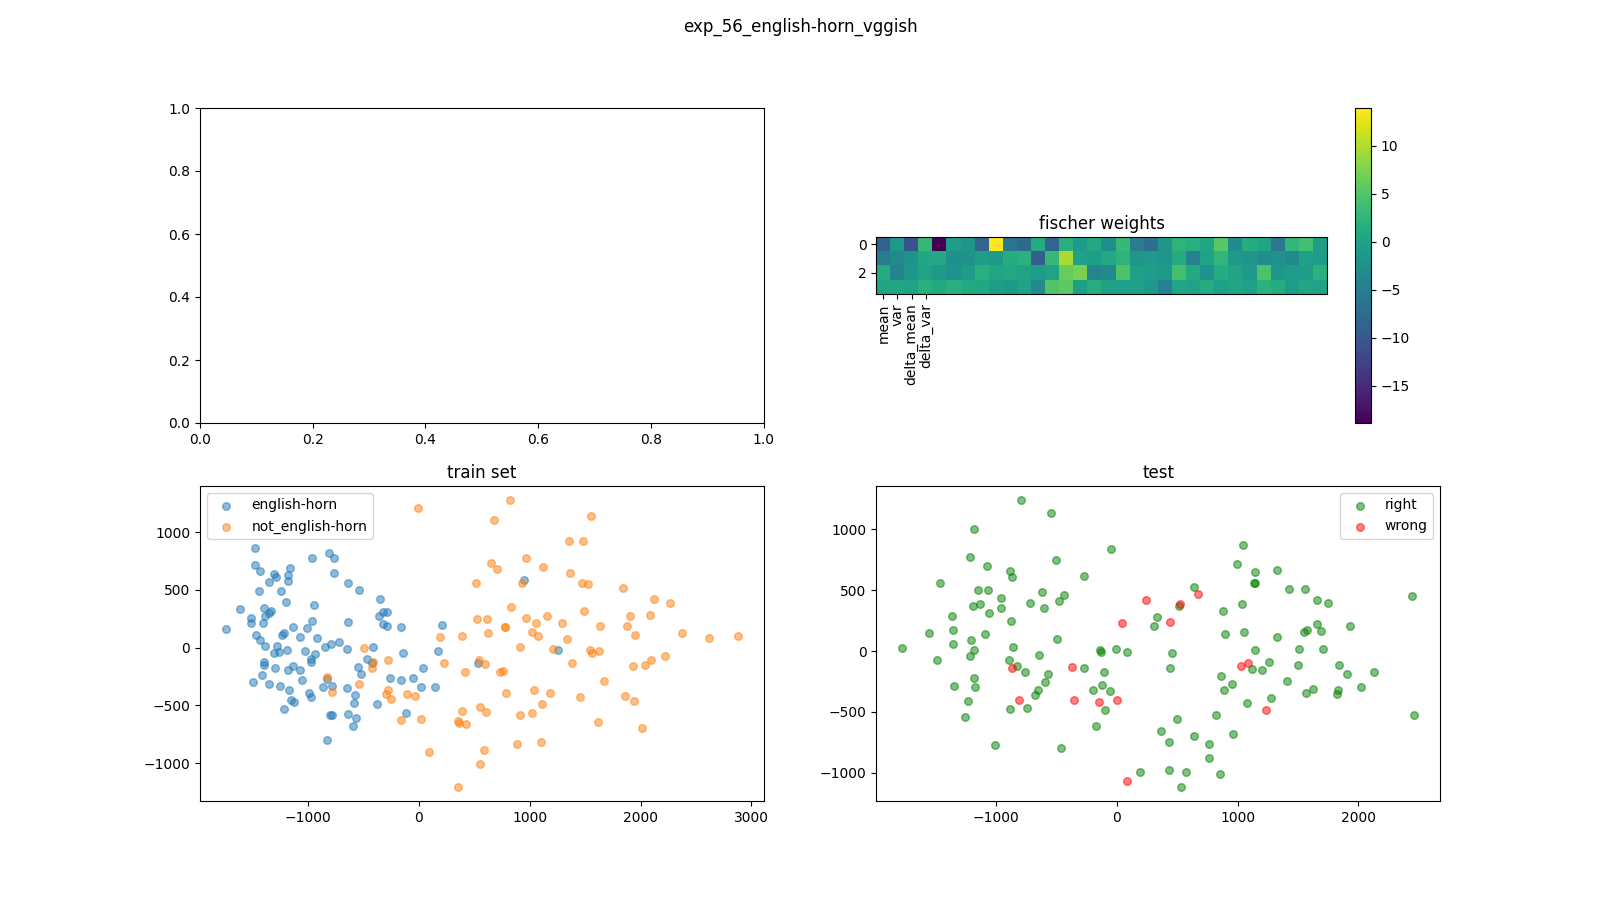 exp_56_english-horn_vggish
1.0
0.8
0.6
0.4
0.2
0.0
0.0 0.2 0.4 0.6 0.8 1.0
fischer weights
0
2
mean
var
delta_mean
delta_var
10
5
0
−5
−10
−15
train set
english-horn
not_english-horn
1000
500
0
−500
−1000
−1000 0 1000 2000 3000
test
right
wrong
1000
500
0
−500
−1000
−1000 0 1000 2000